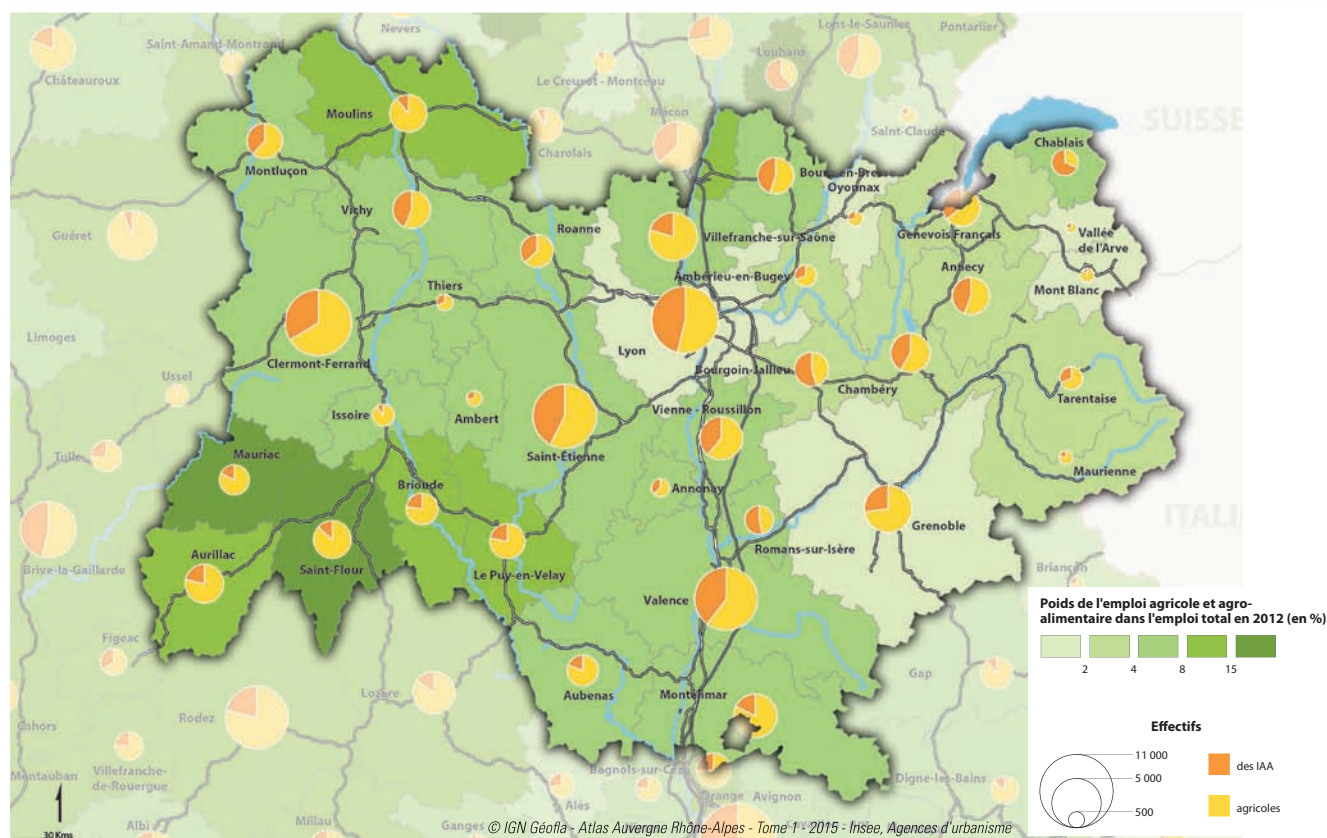 Nevers
Lons-le-Saunier
Pontarlier
Saint-Amand-Montrond
Louhans
Châteauroux
Le Creusot - Montceau
Mâcon
SUISSE
Moulins
Saint-Claude
Charolais
Chablais
Montluçon
Bourg-en-Bresse
Oyonnax
Vichy
Roanne
Villefranche-sur-Saône
Genevois Français
Vallée
de l'Arve
Guéret
Ambérieu-en-Bugey
Annecy
Thiers
Mont Blanc
Limoges
Lyon
Clermont-Ferrand
Bourgoin-Jallieu
Ussel
Chambéry
Tarentaise
Issoire
Ambert
Vienne - Roussillon
Tulle
Mauriac
Saint-Étienne
Maurienne
Brioude
Annonay
ITALI
Grenoble
Aurillac
Romans-sur-Isère
Brive-la-Gaillarde
Saint-Flour
Le Puy-en-Velay
Briançon
Valence
Figeac
Gap
Lozère
Aubenas
Montélimar
Rodez
Cahors
Montauban
Villefranche-
de-Rouergue
Bagnols-sur-Cèze
Digne-les-Bains
Orange
Avignon
Alès
Albi
Millau
Ganges
30 Kms
© IGN Géofla - Atlas Auvergne Rhône-Alpes - Tome 1 - 2015 - Insee, Agences d'urbanisme
Poids de l'emploi agricole et agro-
alimentaire dans l'emploi total en 2012 (en %)
2 4 8 15
Effectifs
11 000
5 000
500
des IAA
agricoles